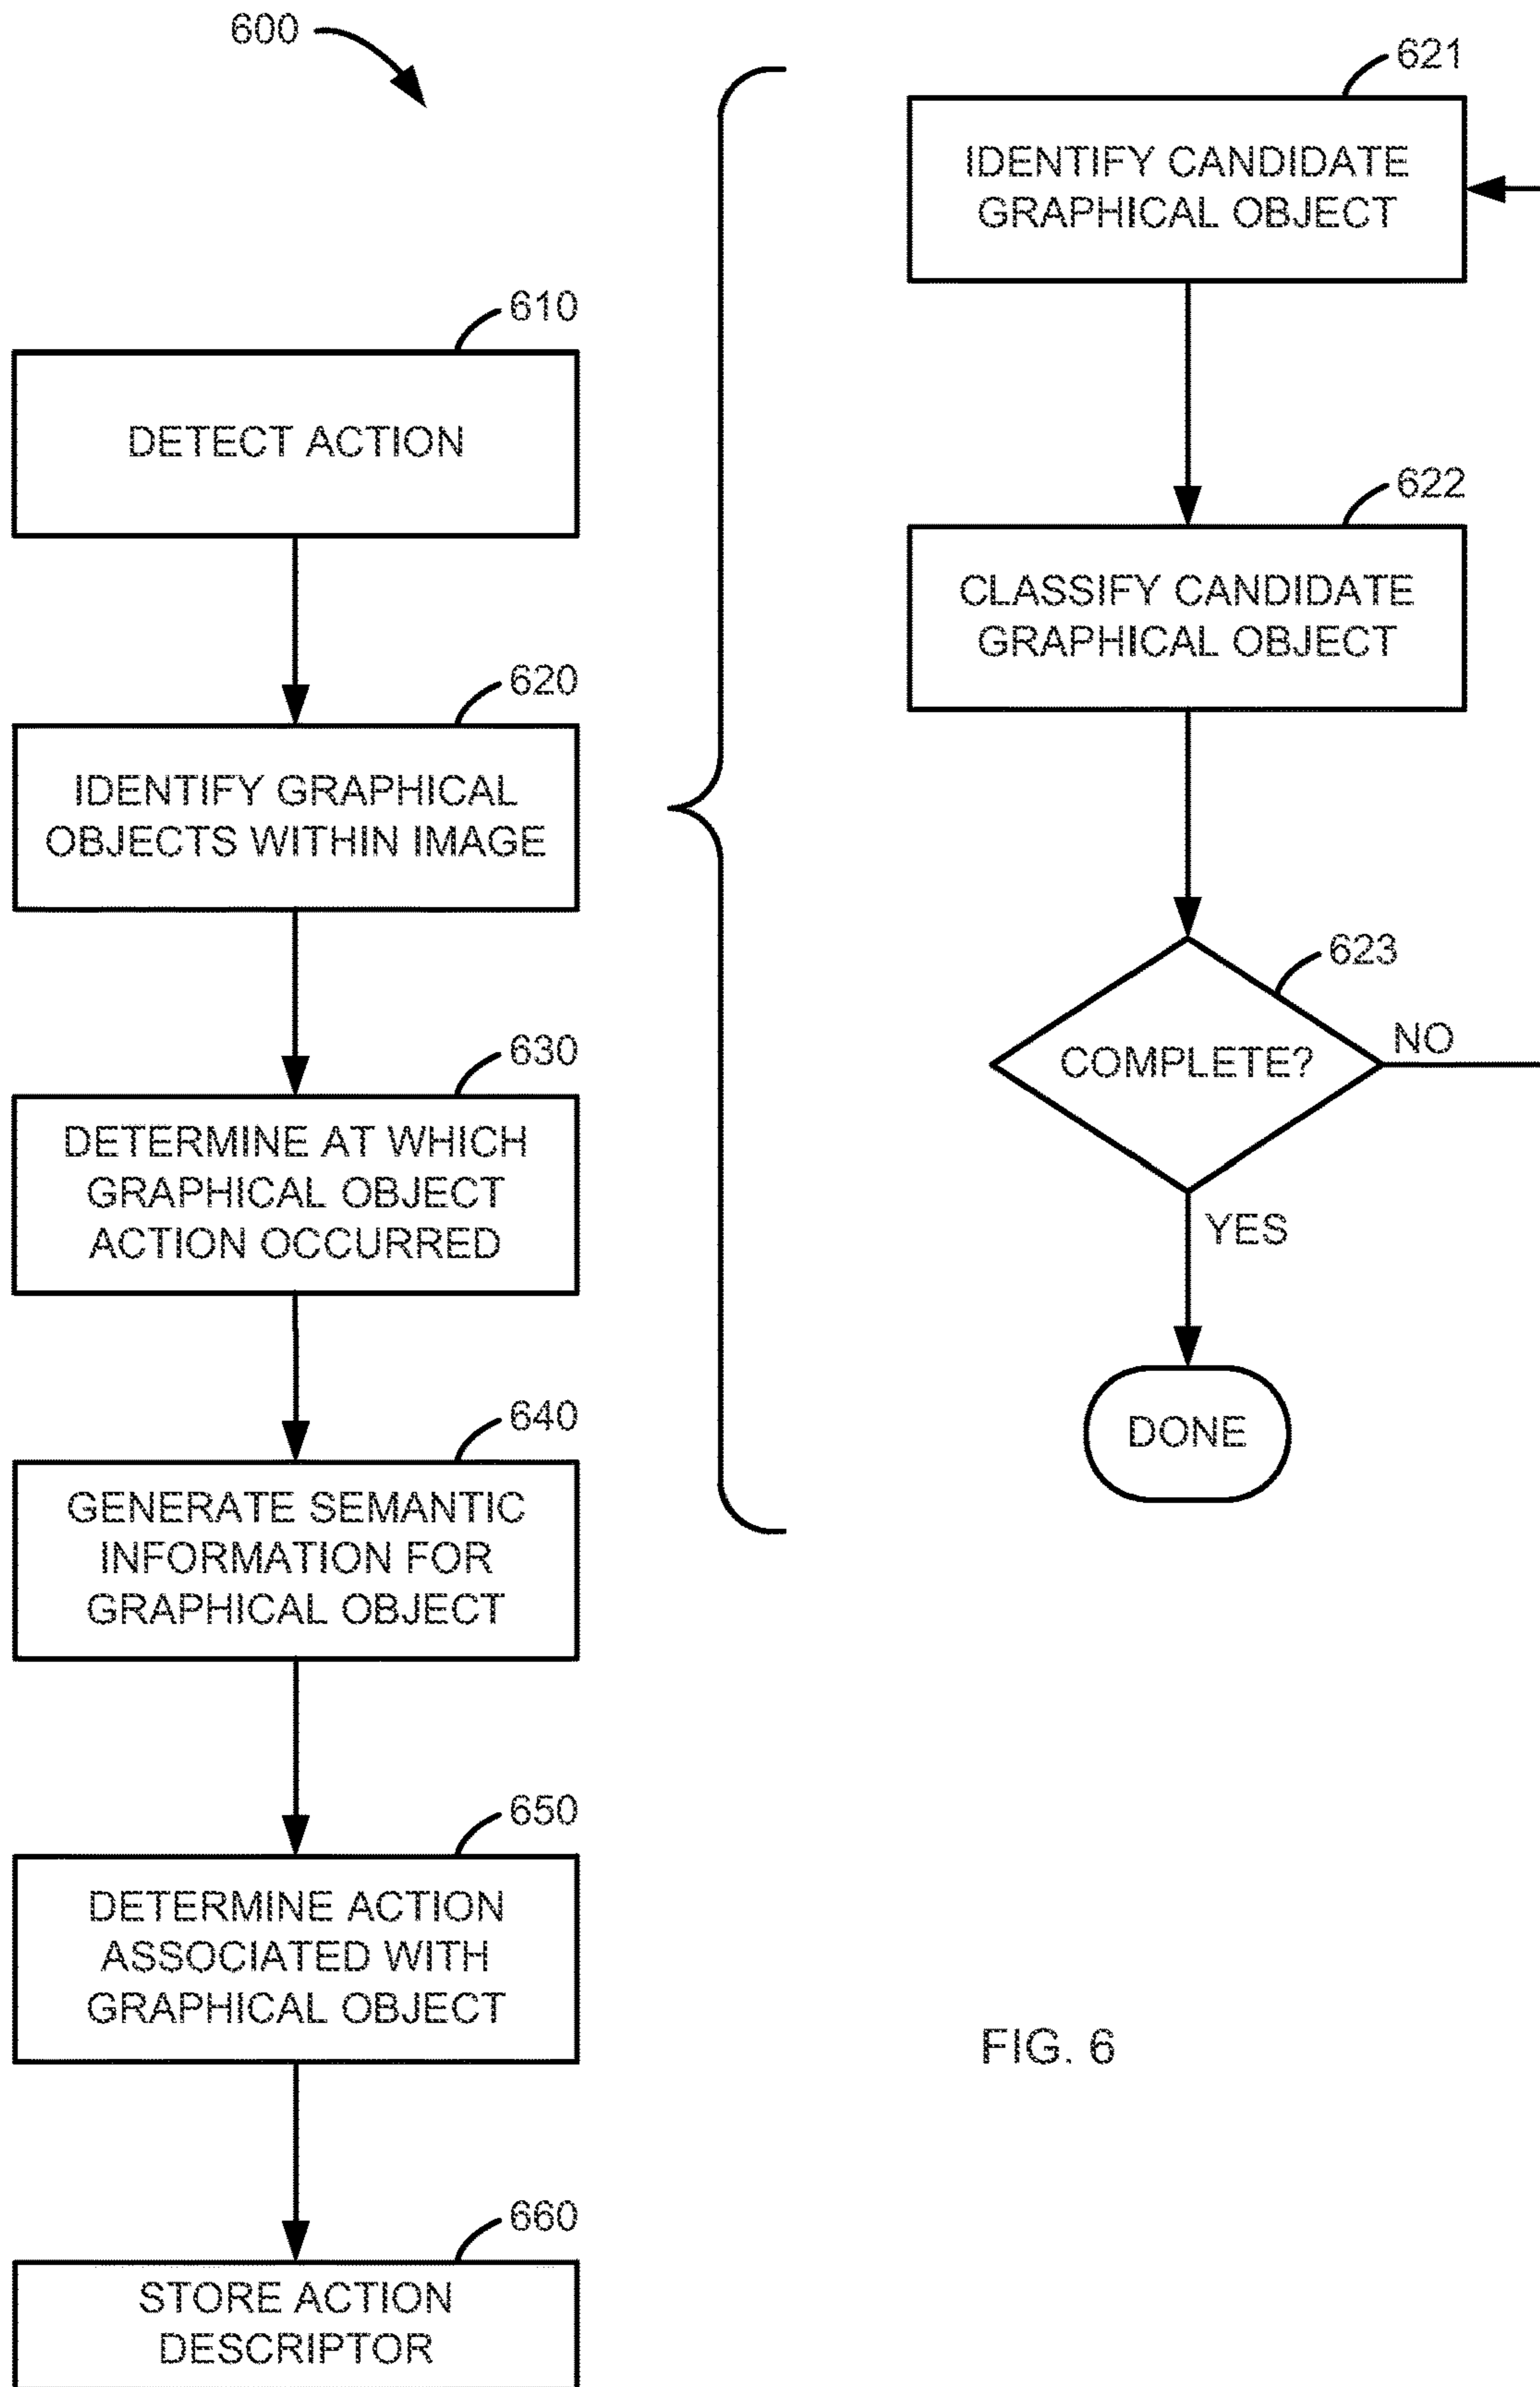 600
610
DETECT ACTION
620
IDENTIFY GRAPHICAL
OBJECTS WITHIN IMAGE
630
DETERMINE AT WHICH
GRAPHICAL OBJECT
ACTION OCCURRED
640
GENERATE SEMANTIC
INFORMATION FOR
GRAPHICAL OBJECT
650
DETERMINE ACTION
ASSOCIATED WITH
GRAPHICAL OBJECT
660
STORE ACTION
DESCRIPTOR
621
IDENTIFY CANDIDATE
GRAPHICAL OBJECT
622
CLASSIFY CANDIDATE
GRAPHICAL OBJECT
623
COMPLETE?
NO
YES
DONE
FIG. 6